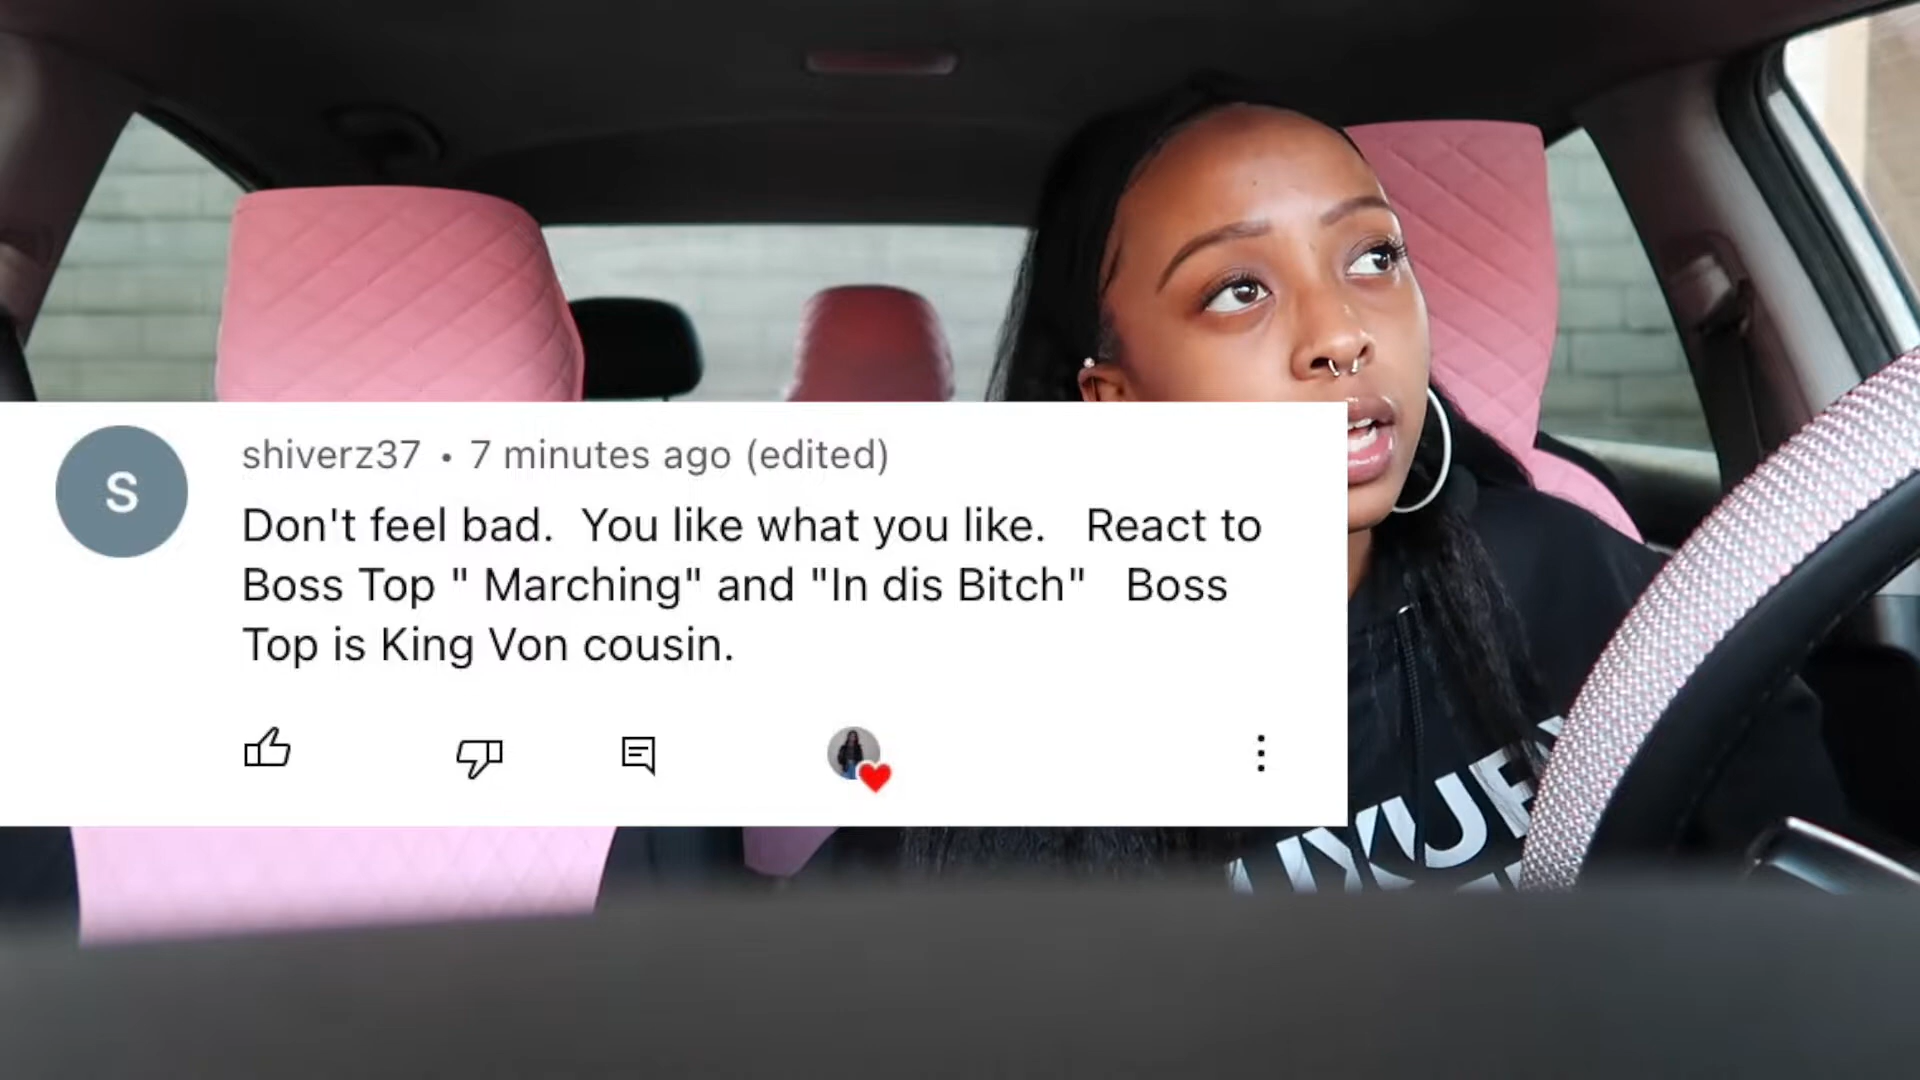 S
shiverz37 • 7 minutes ago (edited)
Don't feel bad.  You like what you like.   React to
Boss Top " Marching" and "In dis Bitch"   Boss
Top is King Von cousin.